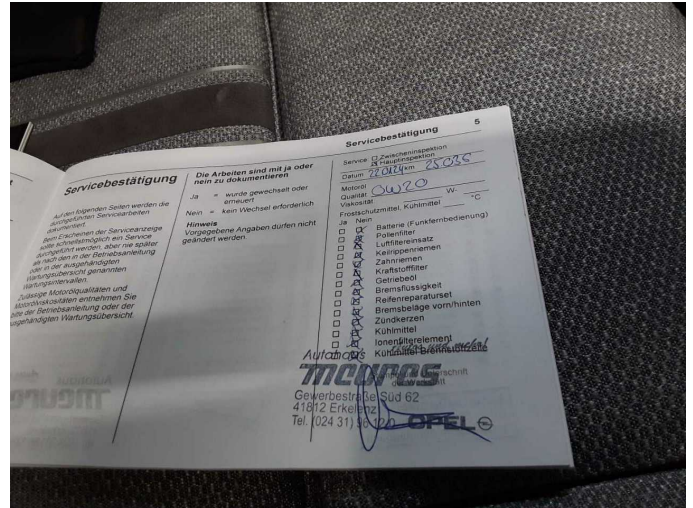 Servicebestätigung
Auf den folgenden Seiten werden die
durchgeführten Servicearbeiten
dokumentiert.
Beim Erscheinen der Serviceanzeige
sollte schnellstmöglich ein Service
durchgeführt werden, aber nie später
als nach den in der Betriebsanleitung
oder in der ausgehändigten
Wartungsübersicht genannten
Wartungsintervallen.
Zulässige Motorölqualitäten und
Motorölviskositäten entnehmen Sie
bitte der Betriebsanleitung oder der
ausgehändigten Wartungsübersicht.
Die Arbeiten sind mit ja oder
nein zu dokumentieren
Ja = wurde gewechselt oder
erneuert
Nein = kein Wechsel erforderlich
Hinweis
Vorgegebene Angaben dürfen nicht
geändert werden.
Servicebestätigung 5
Service Zwischeninspektion
Hauptinspektion
Datum km 25036
Motoröl
Qualität 0W20
Viskosität W-
Frostschutzmittel, Kühlmittel °C
Ja Nein
Batterie (Funkfernbedienung)
Pollenfilter
Luftfiltereinsatz
Keilrippenriemen
Zahnriemen
Kraftstofffilter
Getriebeöl
Bremsflüssigkeit
Reifenreparaturset
Bremsbeläge vorn/hinten
Zündkerzen
Kühlmittel
Ionenfilterelement
Kühlmittel Brennstoffzelle
Autohaus
meures
Gewerbestraße Süd 62
41812 Erkelenz
Tel. (024 31) 96 12 0 OPEL